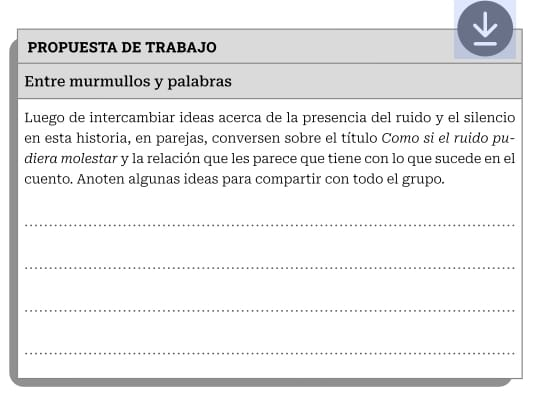 PROPUESTA DE TRABAJO
Entre murmullos y palabras
Luego de intercambiar ideas acerca de la presencia del ruido y el silencio
en esta historia, en parejas, conversen sobre el título Como si el ruido pu-
diera molestar y la relación que les parece que tiene con lo que sucede en el
cuento. Anoten algunas ideas para compartir con todo el grupo.